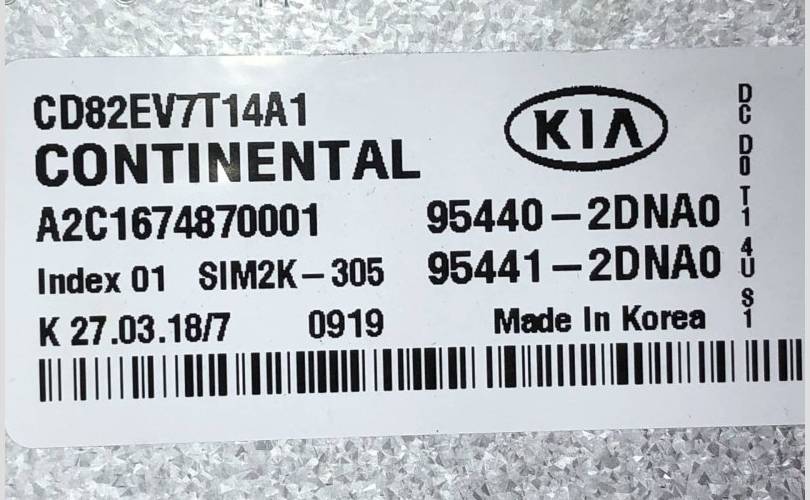 CD82EV7T14A1
KIA
CONTINENTAL
A2C1674870001 95440-2DNA0
Index 01 SIM2K-305 95441-2DNA0
K 27.03.18/7 0919 Made In Korea
DC D0 T1 4U S1